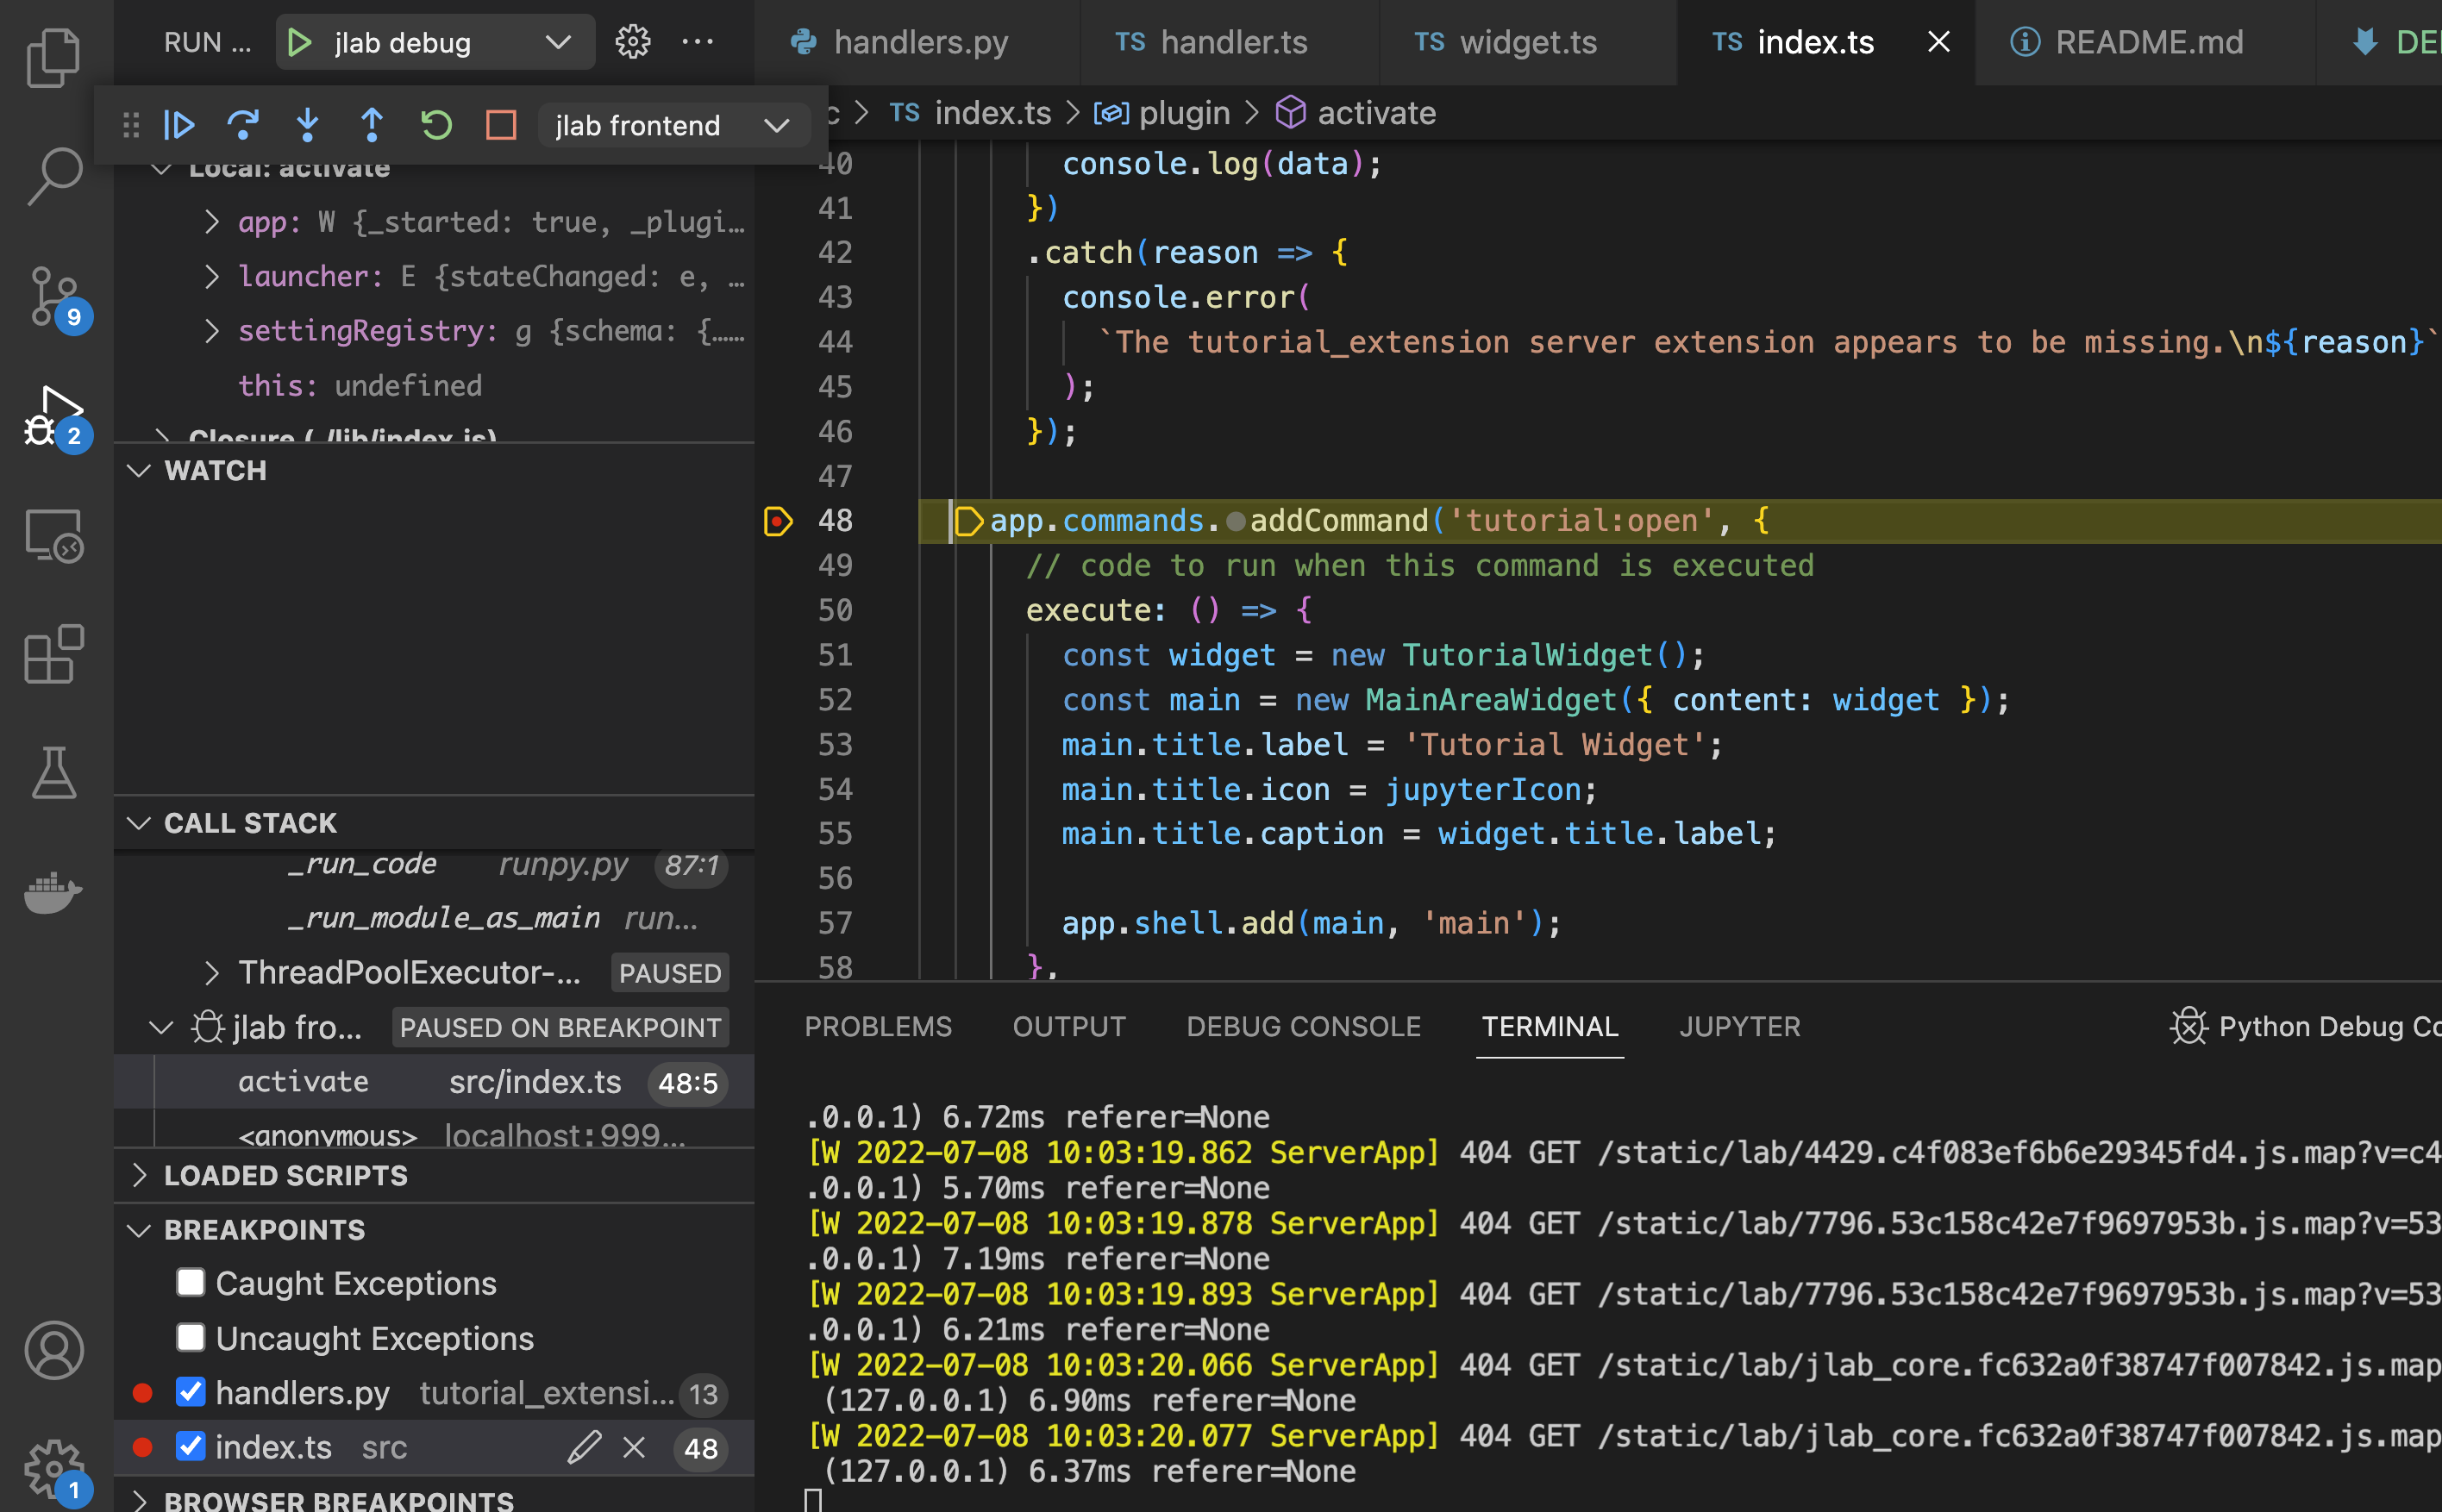 RUN ...
jlab debug
handlers.py
TS handler.ts
TS widget.ts
TS index.ts
README.md
jlab frontend
c > TS index.ts > plugin > activate
Local: activate
app: W {_started: true, _plugi…
launcher: E {stateChanged: e, …
settingRegistry: g {schema: {……
this: undefined
Closure (./lib/index.js)
9
2
WATCH
CALL STACK
_run_code runpy.py 87:1
_run_module_as_main run…
ThreadPoolExecutor-... PAUSED
jlab fro... PAUSED ON BREAKPOINT
activate src/index.ts 48:5
<anonymous> localhost:999…
LOADED SCRIPTS
BREAKPOINTS
Caught Exceptions
Uncaught Exceptions
handlers.py tutorial_extensi... 13
index.ts src 48
1
BROWSER BREAKPOINTS
40 console.log(data);
41 })
42 .catch(reason => {
43 console.error(
44 `The tutorial_extension server extension appears to be missing.\n${reason}`
45 );
46 });
47
48 app.commands.addCommand('tutorial:open', {
49 // code to run when this command is executed
50 execute: () => {
51 const widget = new TutorialWidget();
52 const main = new MainAreaWidget({ content: widget });
53 main.title.label = 'Tutorial Widget';
54 main.title.icon = jupyterIcon;
55 main.title.caption = widget.title.label;
56
57 app.shell.add(main, 'main');
58 },
PROBLEMS OUTPUT DEBUG CONSOLE TERMINAL JUPYTER Python Debug Co
.0.0.1) 6.72ms referer=None
[W 2022-07-08 10:03:19.862 ServerApp] 404 GET /static/lab/4429.c4f083ef6b6e29345fd4.js.map?v=c4
.0.0.1) 5.70ms referer=None
[W 2022-07-08 10:03:19.878 ServerApp] 404 GET /static/lab/7796.53c158c42e7f9697953b.js.map?v=53
.0.0.1) 7.19ms referer=None
[W 2022-07-08 10:03:19.893 ServerApp] 404 GET /static/lab/7796.53c158c42e7f9697953b.js.map?v=53
.0.0.1) 6.21ms referer=None
[W 2022-07-08 10:03:20.066 ServerApp] 404 GET /static/lab/jlab_core.fc632a0f38747f007842.js.map
(127.0.0.1) 6.90ms referer=None
[W 2022-07-08 10:03:20.077 ServerApp] 404 GET /static/lab/jlab_core.fc632a0f38747f007842.js.map
(127.0.0.1) 6.37ms referer=None